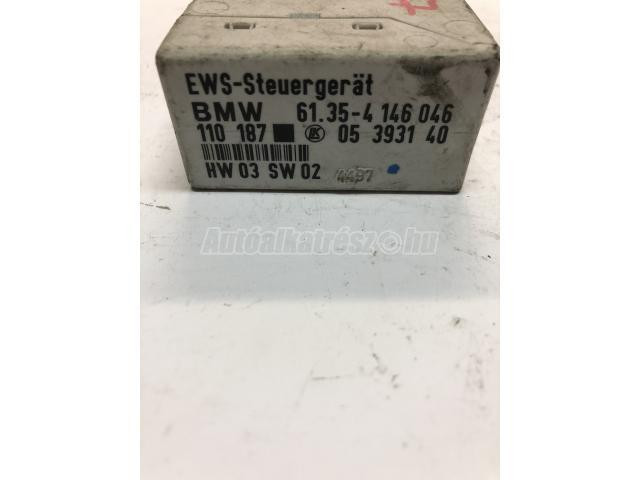 EWS-Steuergerät
BMW 61.35-4 146 046
110 187 05 3931 40
HW 03 SW 02
Autóalkatrész.hu